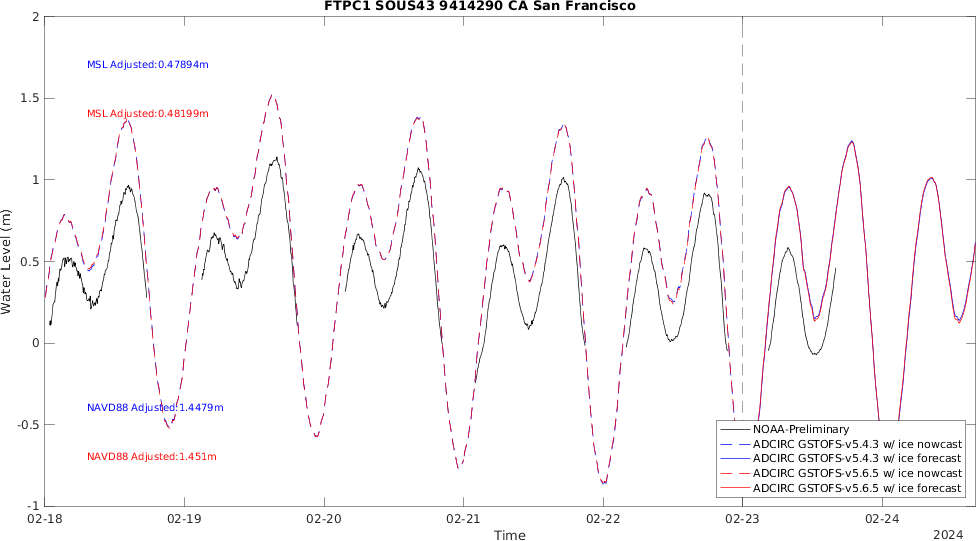 FTPC1 SOUS43 9414290 CA San Francisco
Water Level (m)
2
1.5
1
0.5
0
-0.5
-1
MSL Adjusted:0.47894m
MSL Adjusted:0.48199m
NAVD88 Adjusted:1.4479m
NAVD88 Adjusted:1.451m
NOAA-Preliminary
ADCIRC GSTOFS-v5.4.3 w/ ice nowcast
ADCIRC GSTOFS-v5.4.3 w/ ice forecast
ADCIRC GSTOFS-v5.6.5 w/ ice nowcast
ADCIRC GSTOFS-v5.6.5 w/ ice forecast
02-18 02-19 02-20 02-21 02-22 02-23 02-24
Time
2024